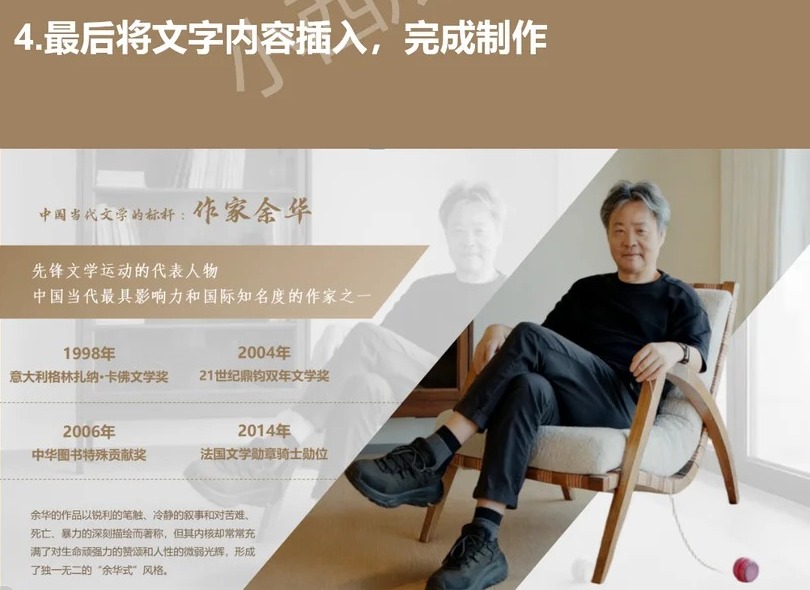 4.最后将文字内容插入，完成制作
中国当代文学的标杆：作家余华
先锋文学运动的代表人物
中国当代最具影响力和国际知名度的作家之一
1998年
意大利格林扎纳·卡佛文学奖
2004年
21世纪鼎钧双年文学奖
2006年
中华图书特殊贡献奖
2014年
法国文学勋章骑士勋位
余华的作品以锐利的笔触、冷静的叙事和对苦难、
死亡、暴力的深刻描绘而著称，但其内核却常常充
满了对生命顽强力的赞颂和人性的微弱光辉，形成
了独一无二的“余华式”风格。